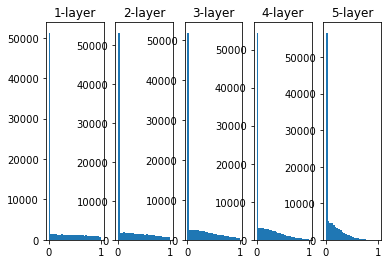 1-layer 2-layer 3-layer 4-layer 5-layer
50000 50000 50000 50000 50000
40000 40000 40000 40000 40000
30000 30000 30000 30000 30000
20000 20000 20000 20000 20000
10000 10000 10000 10000 10000
0 0 0 0 0
0 1 0 1 0 1 0 1 0 1